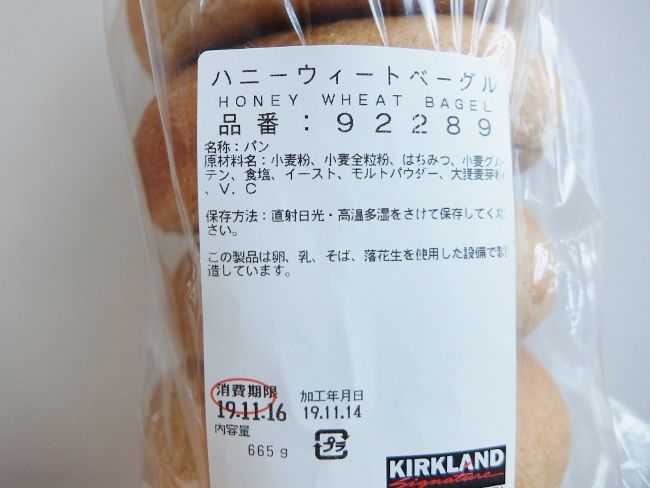 ハニーウィートベーグル
HONEY WHEAT BAGEL
品番:92289
名称:パン
原材料名:小麦粉、小麦全粒粉、はちみつ、小麦グル
テン、食塩、イースト、モルトパウダー、大麦麦芽粉
、V.C
保存方法:直射日光・高温多湿をさけて保存してくだ
さい。
この製品は卵、乳、そば、落花生を使用した設備で製
造しています。
消費期限 加工年月日
19.11.16 19.11.14
内容量
665g プラ
KIRKLAND
Signature